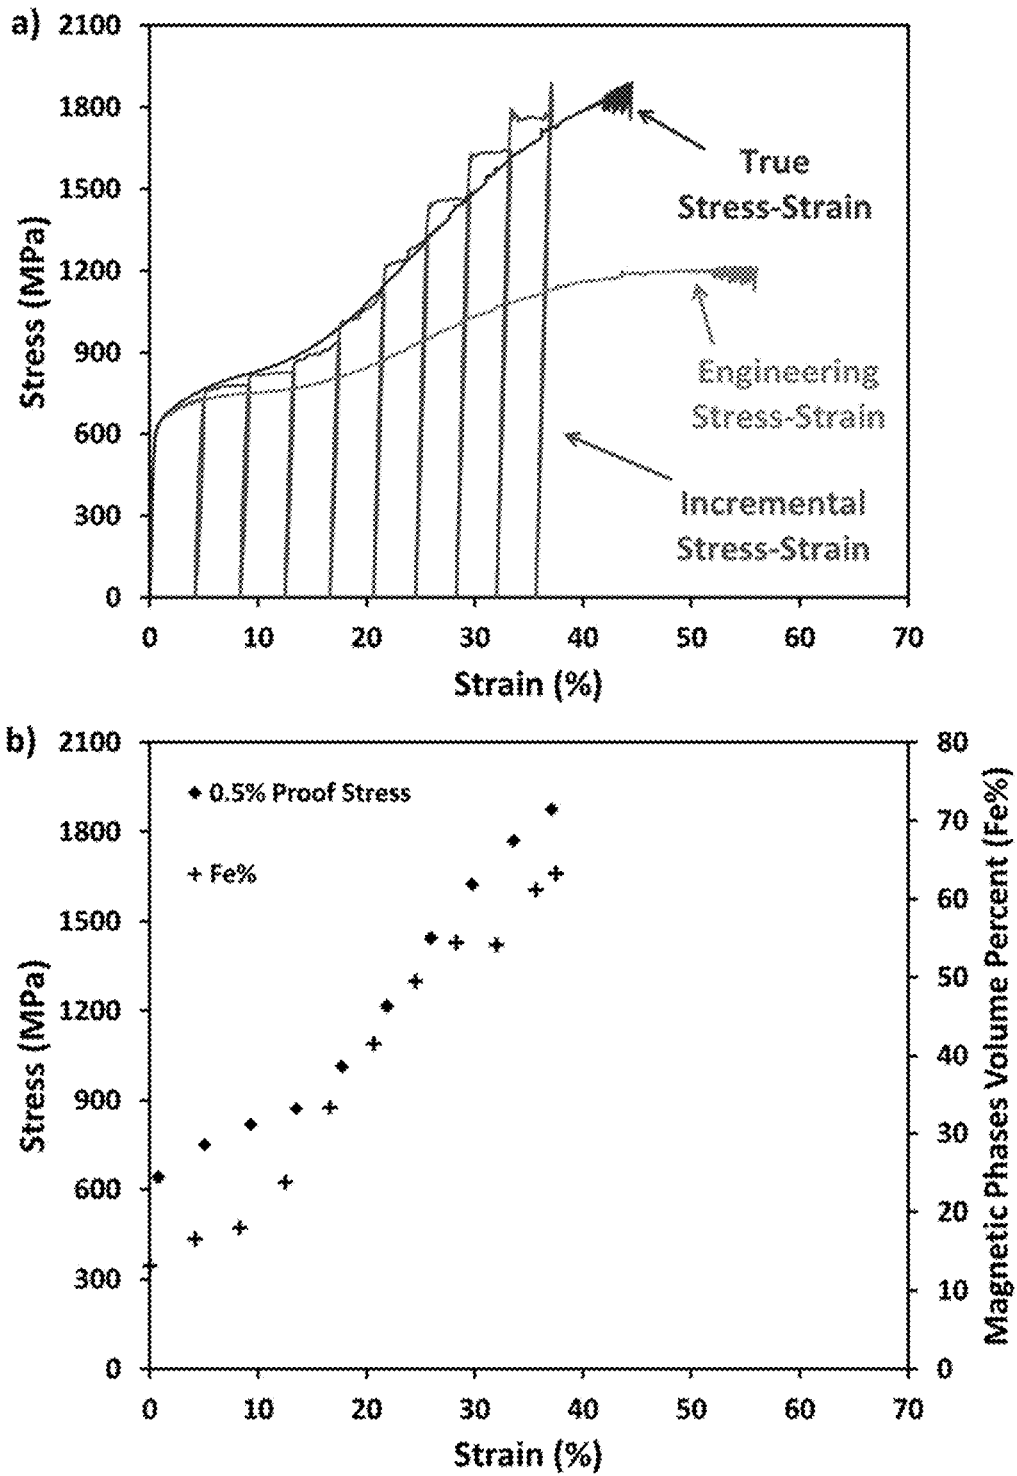 a)
2100
1800
1500
1200
900
600
300
0
Stress (MPa)
True
Stress-Strain
Engineering
Stress-Strain
Incremental
Stress-Strain
0 10 20 30 40 50 60 70
Strain (%)
b)
2100
1800
1500
1200
900
600
300
0
Stress (MPa)
0.5% Proof Stress
Fe%
80
70
60
50
40
30
20
10
0
Magnetic Phases Volume Percent (Fe%)
0 10 20 30 40 50 60 70
Strain (%)